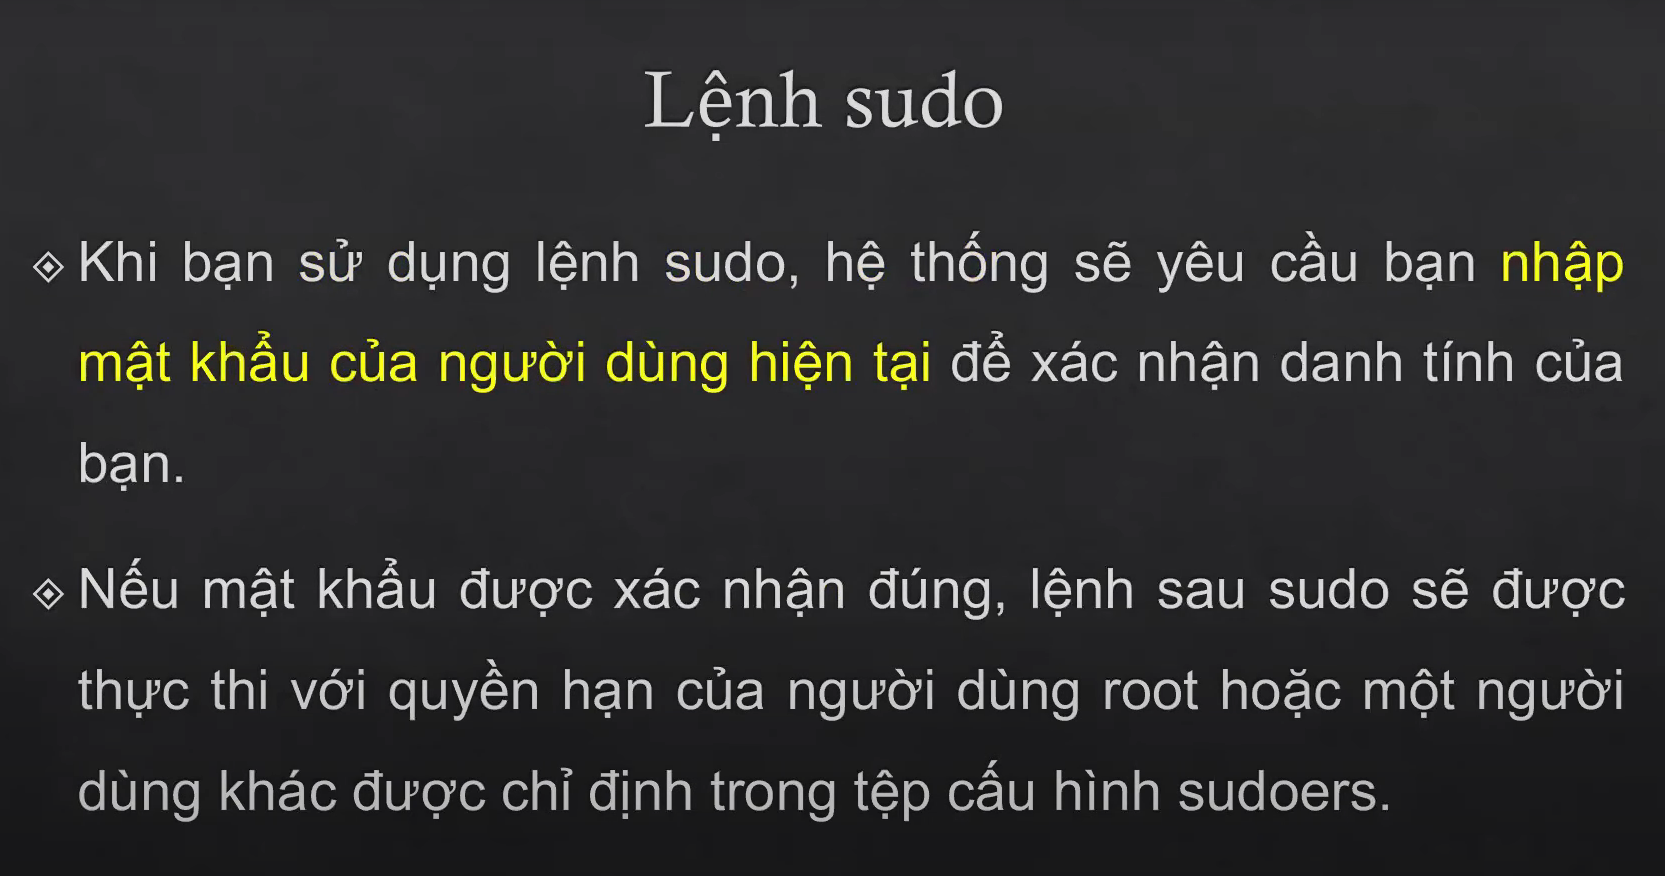 Lệnh sudo
Khi bạn sử dụng lệnh sudo, hệ thống sẽ yêu cầu bạn nhập
mật khẩu của người dùng hiện tại để xác nhận danh tính của
bạn.
Nếu mật khẩu được xác nhận đúng, lệnh sau sudo sẽ được
thực thi với quyền hạn của người dùng root hoặc một người
dùng khác được chỉ định trong tệp cấu hình sudoers.